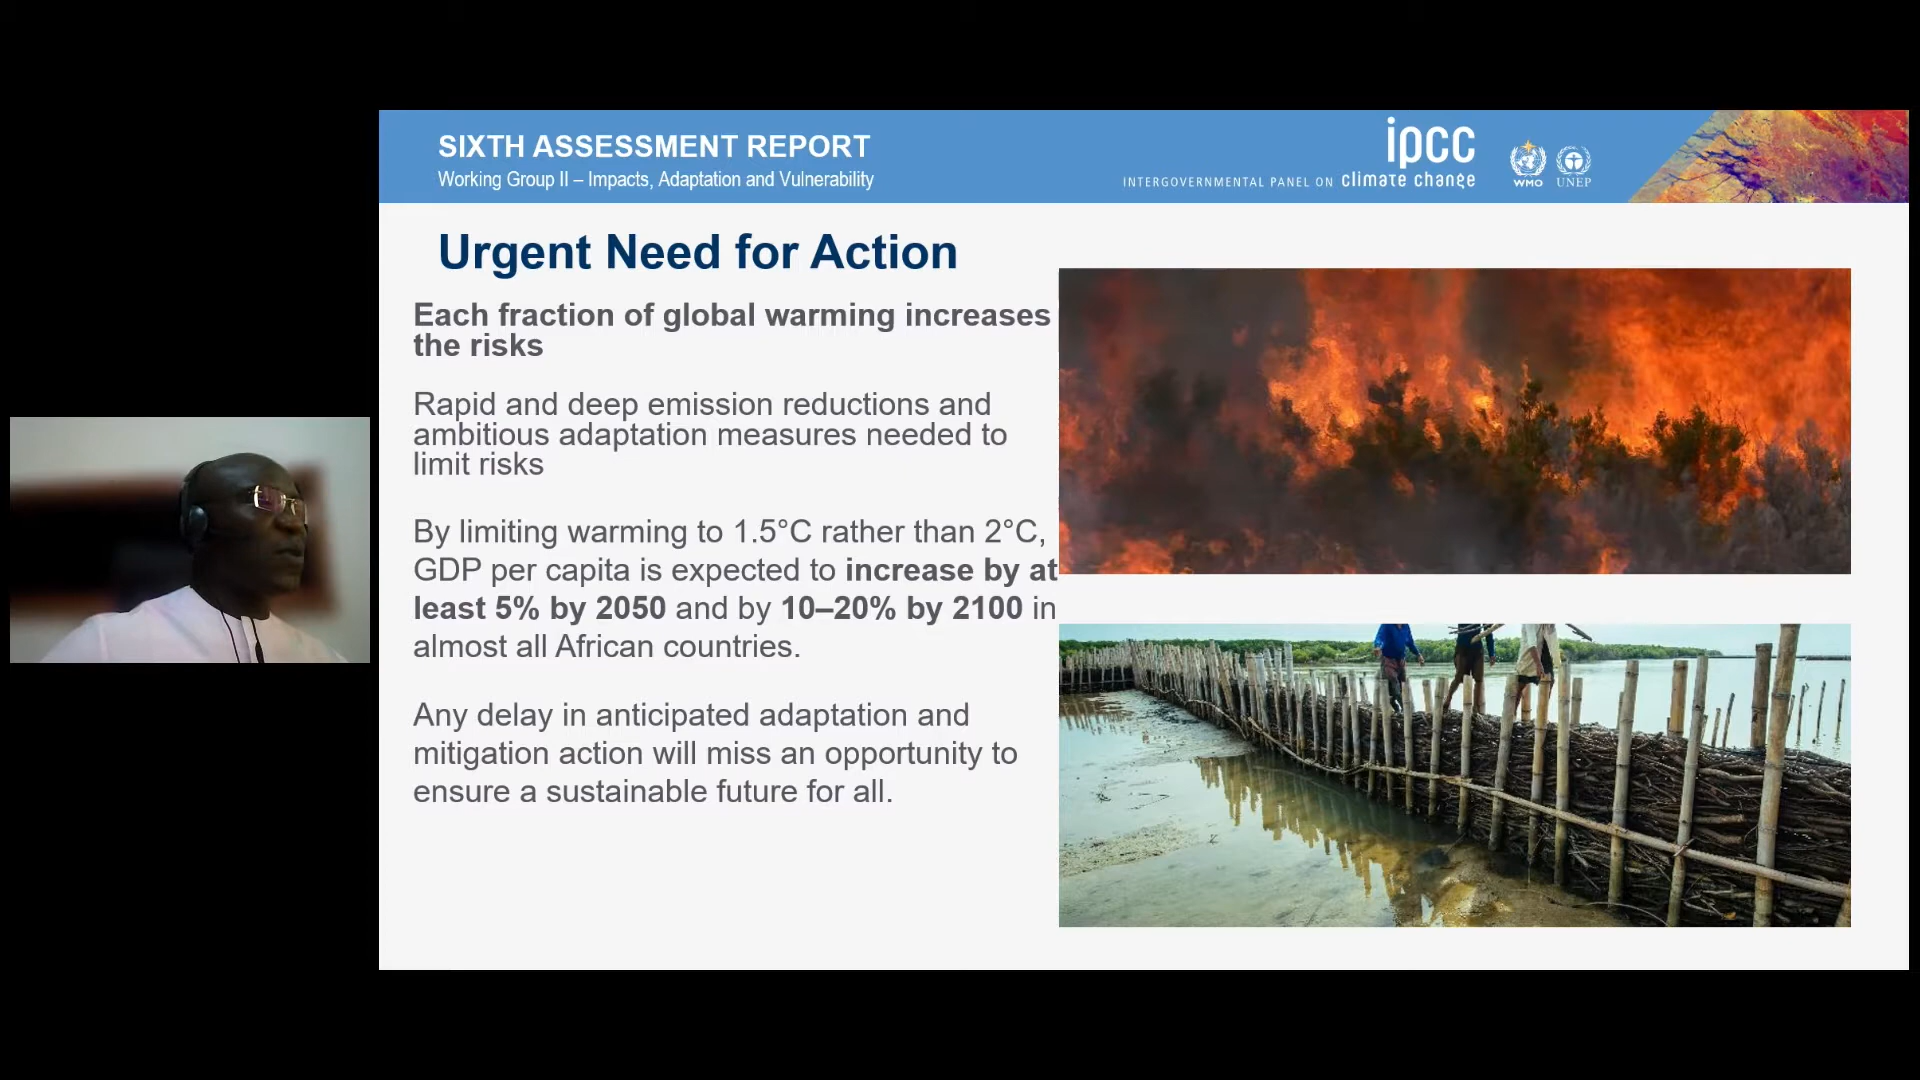 SIXTH ASSESSMENT REPORT
Working Group II – Impacts, Adaptation and Vulnerability
ipcc
INTERGOVERNMENTAL PANEL ON climate change
WMO
UNEP
Urgent Need for Action
Each fraction of global warming increases
the risks
Rapid and deep emission reductions and
ambitious adaptation measures needed to
limit risks
By limiting warming to 1.5°C rather than 2°C,
GDP per capita is expected to increase by at
least 5% by 2050 and by 10–20% by 2100 in
almost all African countries.
Any delay in anticipated adaptation and
mitigation action will miss an opportunity to
ensure a sustainable future for all.